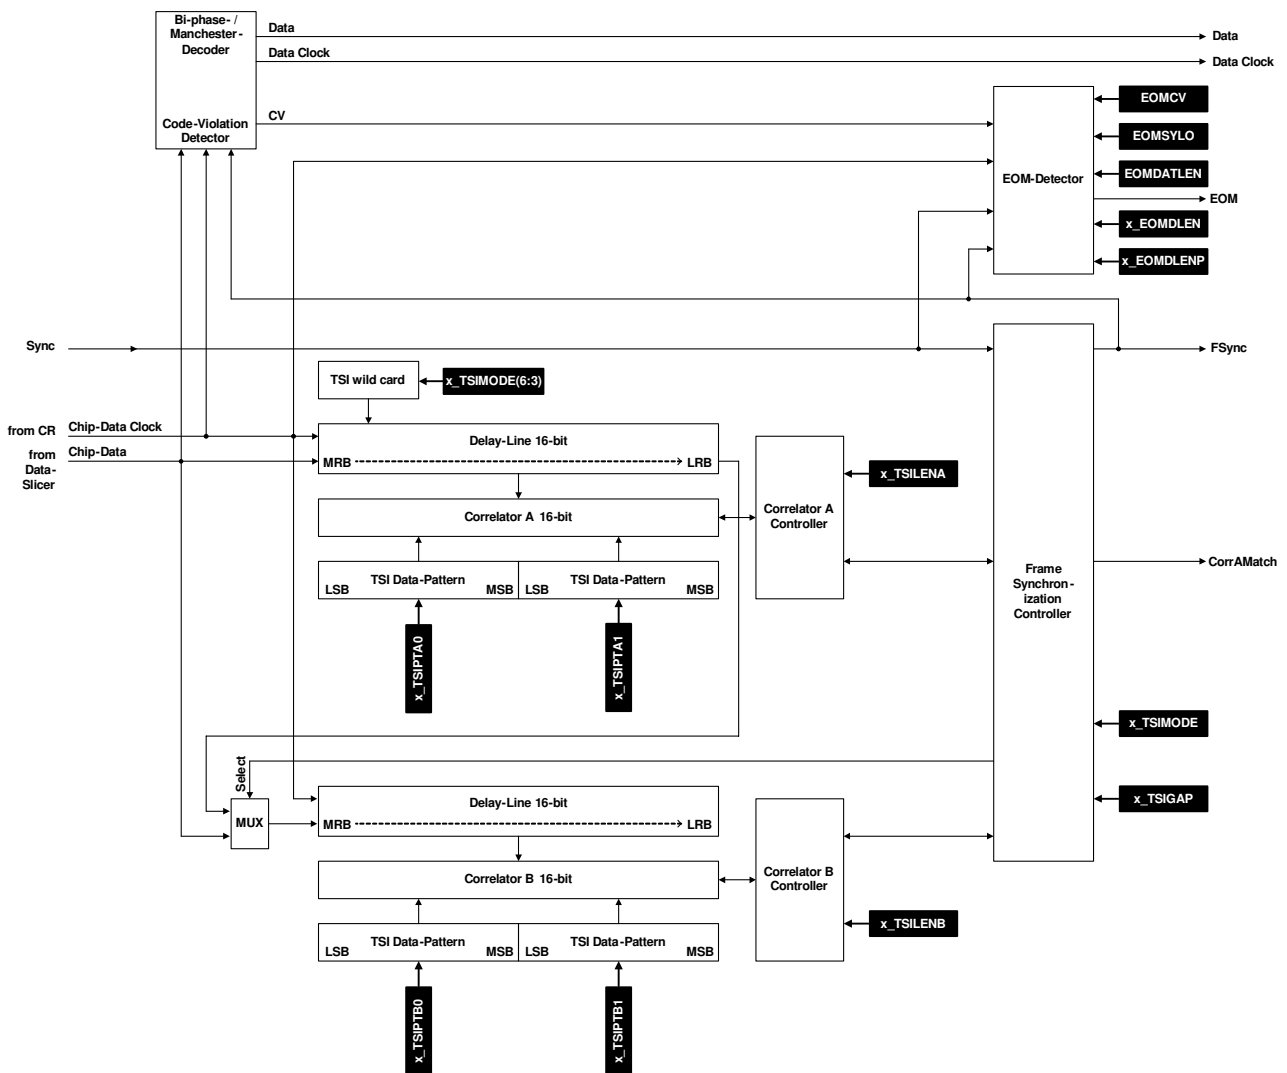 Bi-phase- /
Manchester-
Decoder
Data
Data
Data Clock
Data Clock
EOMCV
CV
Code-Violation
Detector
EOMSYLO
EOM-Detector
EOMDATLEN
EOM
x_EOMDLEN
x_EOMDLENP
Sync
FSync
TSI wild card
x_TSIMODE(6:3)
from CR
Chip-Data Clock
Delay-Line 16-bit
from
Data-
Slicer
Chip-Data
MRB
LRB
x_TSILENA
Correlator A 16-bit
Correlator A
Controller
Frame
Synchron-
ization
Controller
CorrAMatch
TSI Data-Pattern
LSB
MSB
TSI Data-Pattern
LSB
MSB
x_TSIPTA0
x_TSIPTA1
x_TSIMODE
Select
x_TSIGAP
MUX
Delay-Line 16-bit
MRB
LRB
Correlator B 16-bit
Correlator B
Controller
x_TSILENB
TSI Data-Pattern
LSB
MSB
TSI Data-Pattern
LSB
MSB
x_TSIPTB0
x_TSIPTB1